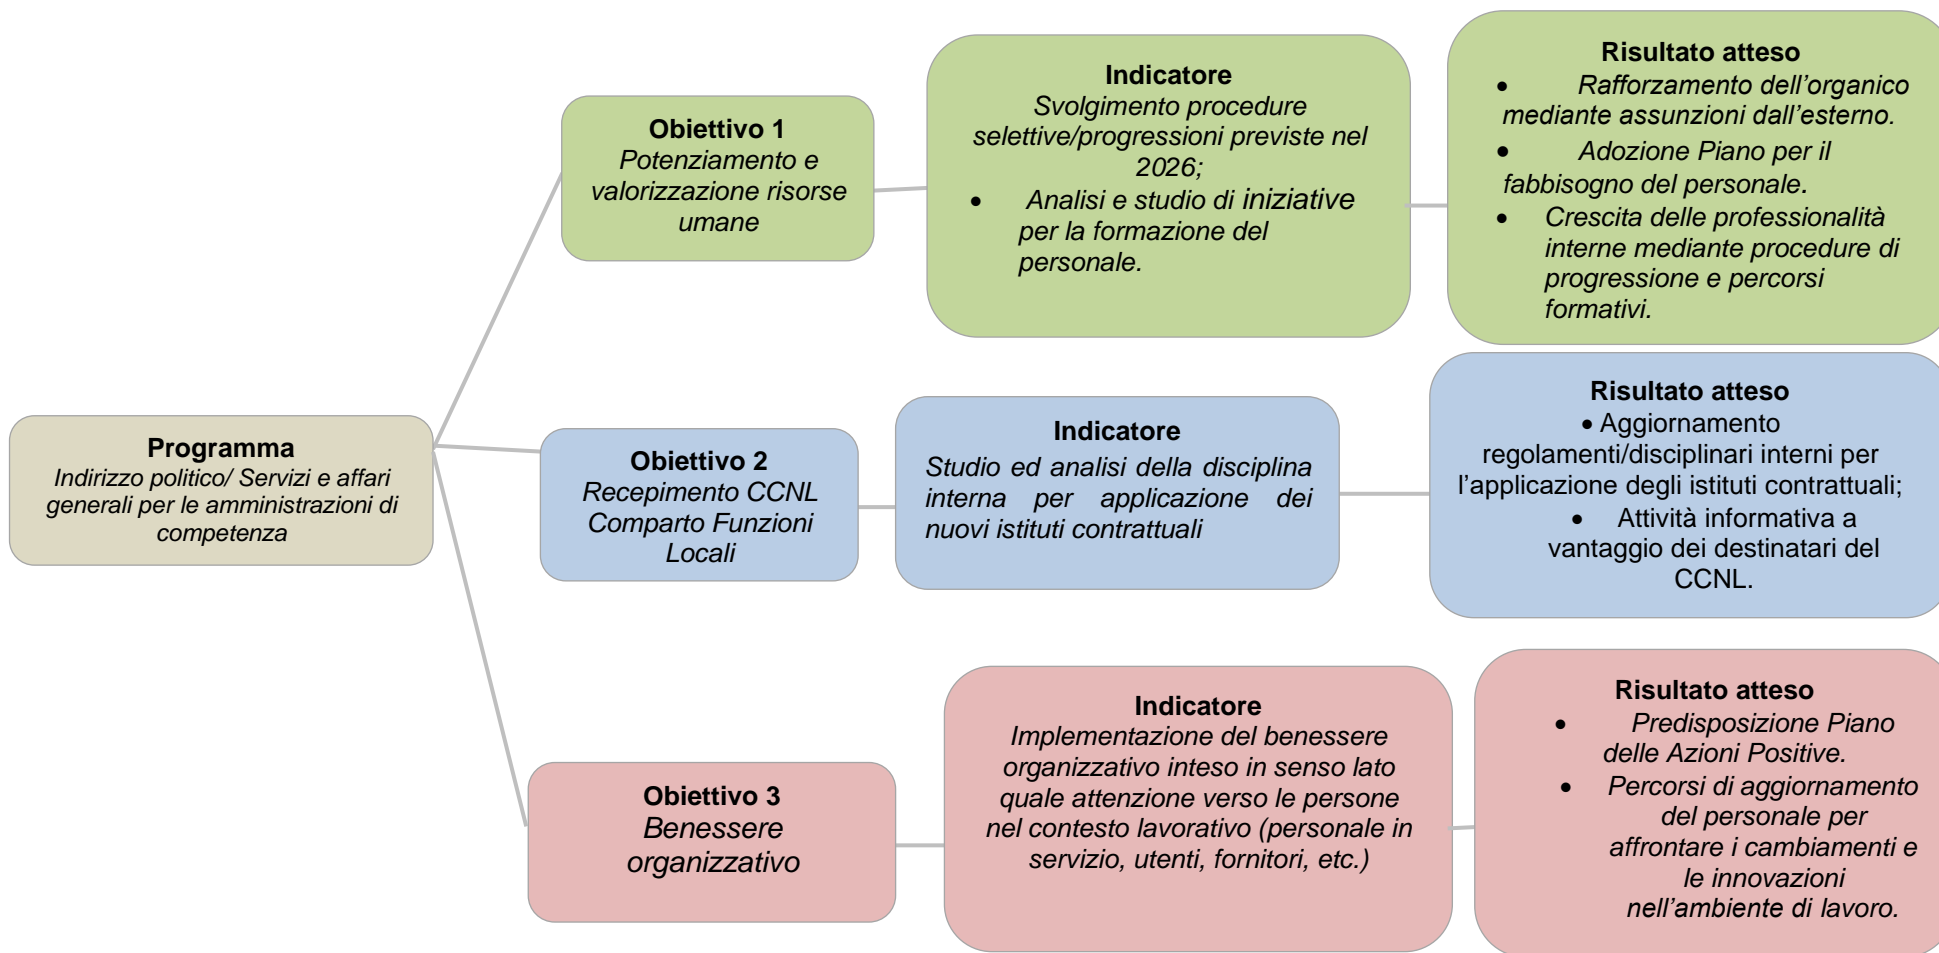 Programma
Indirizzo politico/ Servizi e affari
generali per le amministrazioni di
competenza
Obiettivo 1
Potenziamento e
valorizzazione risorse
umane
Indicatore
Svolgimento procedure
selettive/progressioni previste nel
2026;
• Analisi e studio di iniziative
per la formazione del
personale.
Risultato atteso
• Rafforzamento dell’organico
mediante assunzioni dall’esterno.
• Adozione Piano per il
fabbisogno del personale.
• Crescita delle professionalità
interne mediante procedure di
progressione e percorsi
formativi.
Obiettivo 2
Recepimento CCNL
Comparto Funzioni
Locali
Indicatore
Studio ed analisi della disciplina
interna per applicazione dei
nuovi istituti contrattuali
Risultato atteso
• Aggiornamento
regolamenti/disciplinari interni per
l’applicazione degli istituti contrattuali;
• Attività informativa a
vantaggio dei destinatari del
CCNL.
Obiettivo 3
Benessere
organizzativo
Indicatore
Implementazione del benessere
organizzativo inteso in senso lato
quale attenzione verso le persone
nel contesto lavorativo (personale in
servizio, utenti, fornitori, etc.)
Risultato atteso
• Predisposizione Piano
delle Azioni Positive.
• Percorsi di aggiornamento
del personale per
affrontare i cambiamenti e
le innovazioni
nell’ambiente di lavoro.